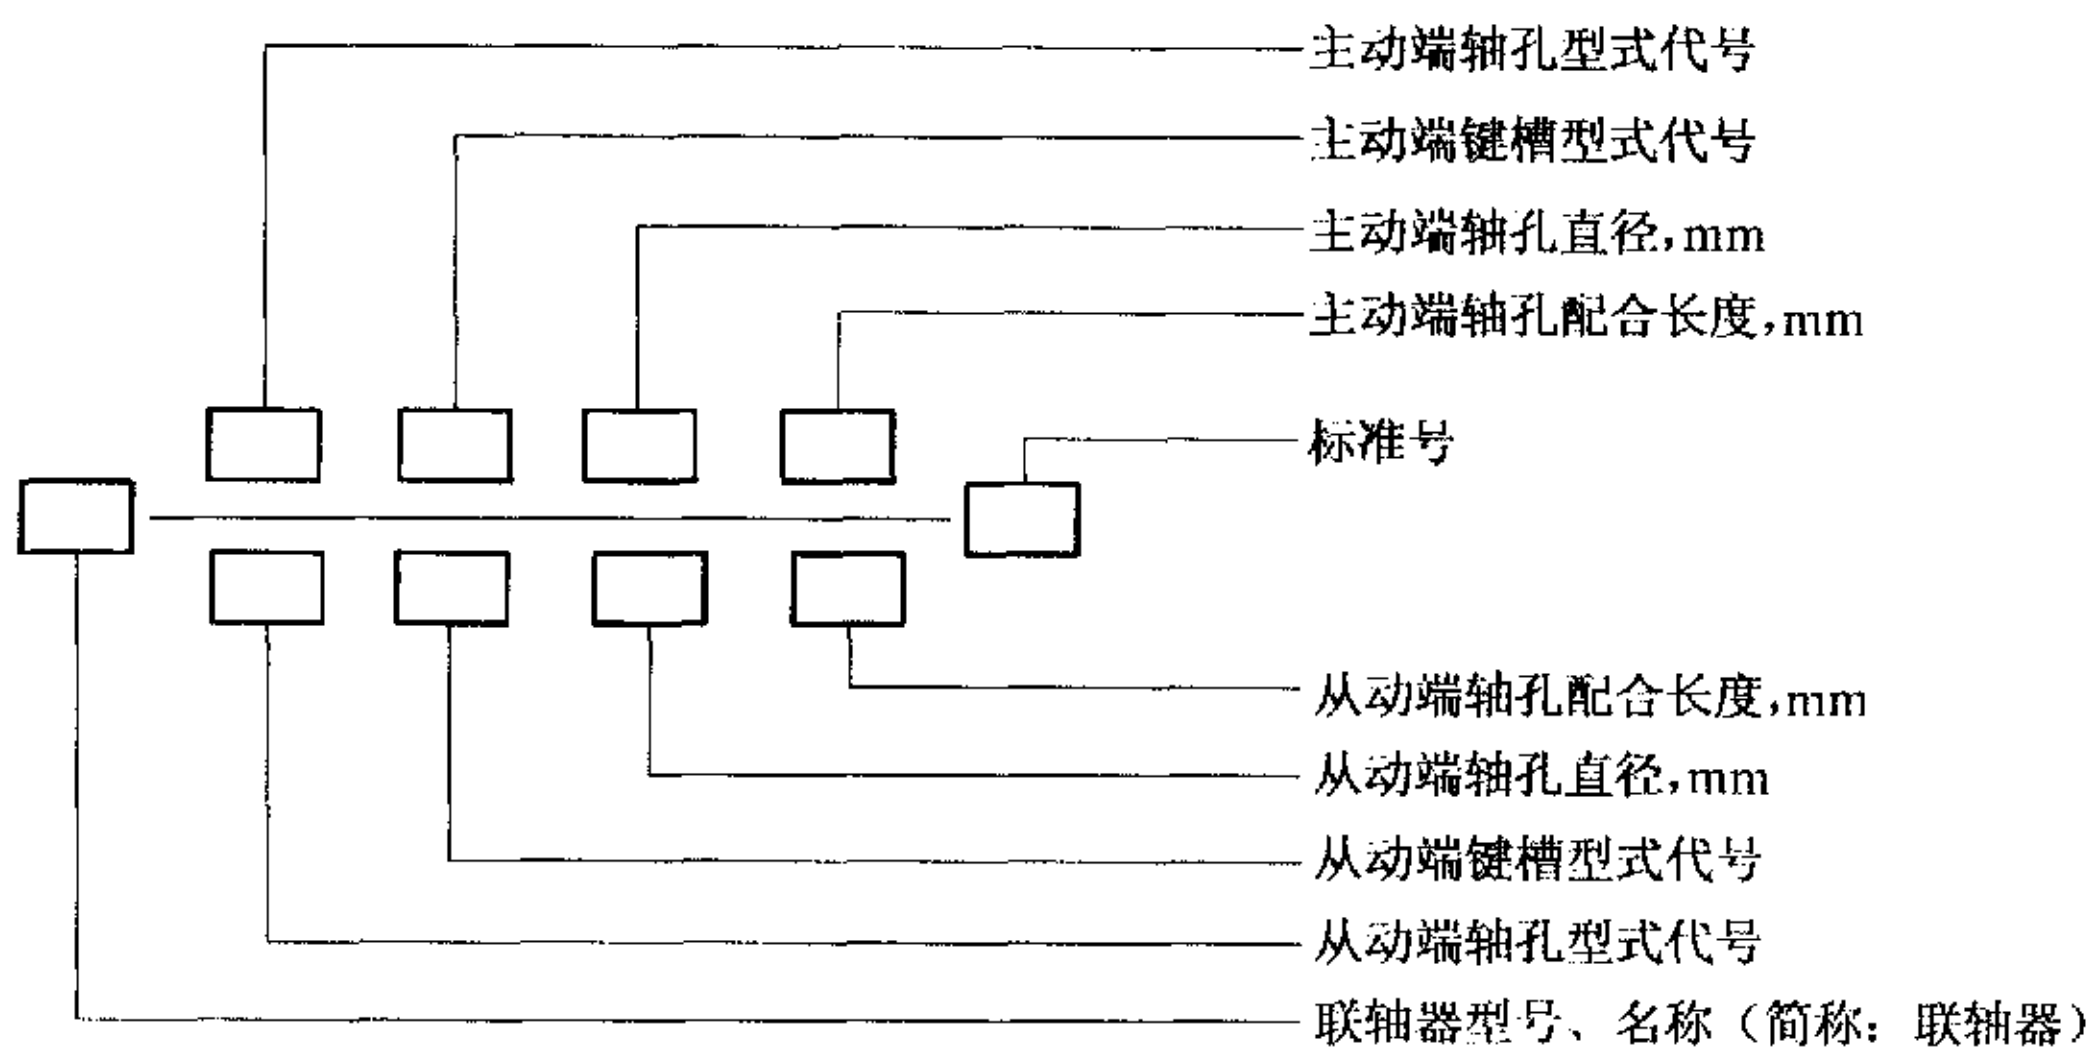 主动端轴孔型式代号
主动端键槽型式代号
主动端轴孔直径,mm
主动端轴孔配合长度,mm
标准号
从动端轴孔配合长度,mm
从动端轴孔直径,mm
从动端键槽型式代号
从动端轴孔型式代号
联轴器型号、名称(简称:联轴器)